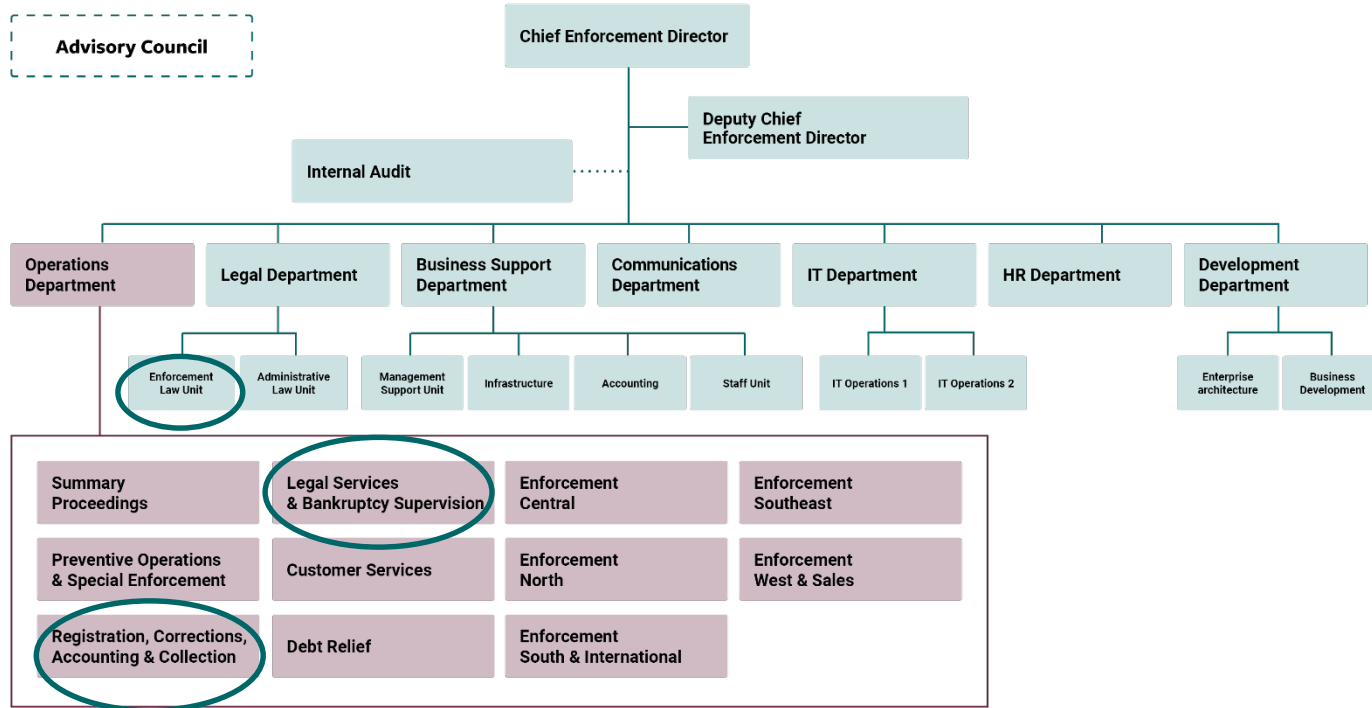 Advisory Council
Chief Enforcement Director
Deputy Chief
Enforcement Director
Internal Audit
Operations
Department
Legal Department
Business Support
Department
Communications
Department
IT Department
HR Department
Development
Department
Enforcement
Law Unit
Administrative
Law Unit
Management
Support Unit
Infrastructure
Accounting
Staff Unit
IT Operations 1
IT Operations 2
Enterprise
architecture
Business
Development
Summary
Proceedings
Legal Services
& Bankruptcy Supervision
Enforcement
Central
Enforcement
Southeast
Preventive Operations
& Special Enforcement
Customer Services
Enforcement
North
Enforcement
West & Sales
Registration, Corrections,
Accounting & Collection
Debt Relief
Enforcement
South & International